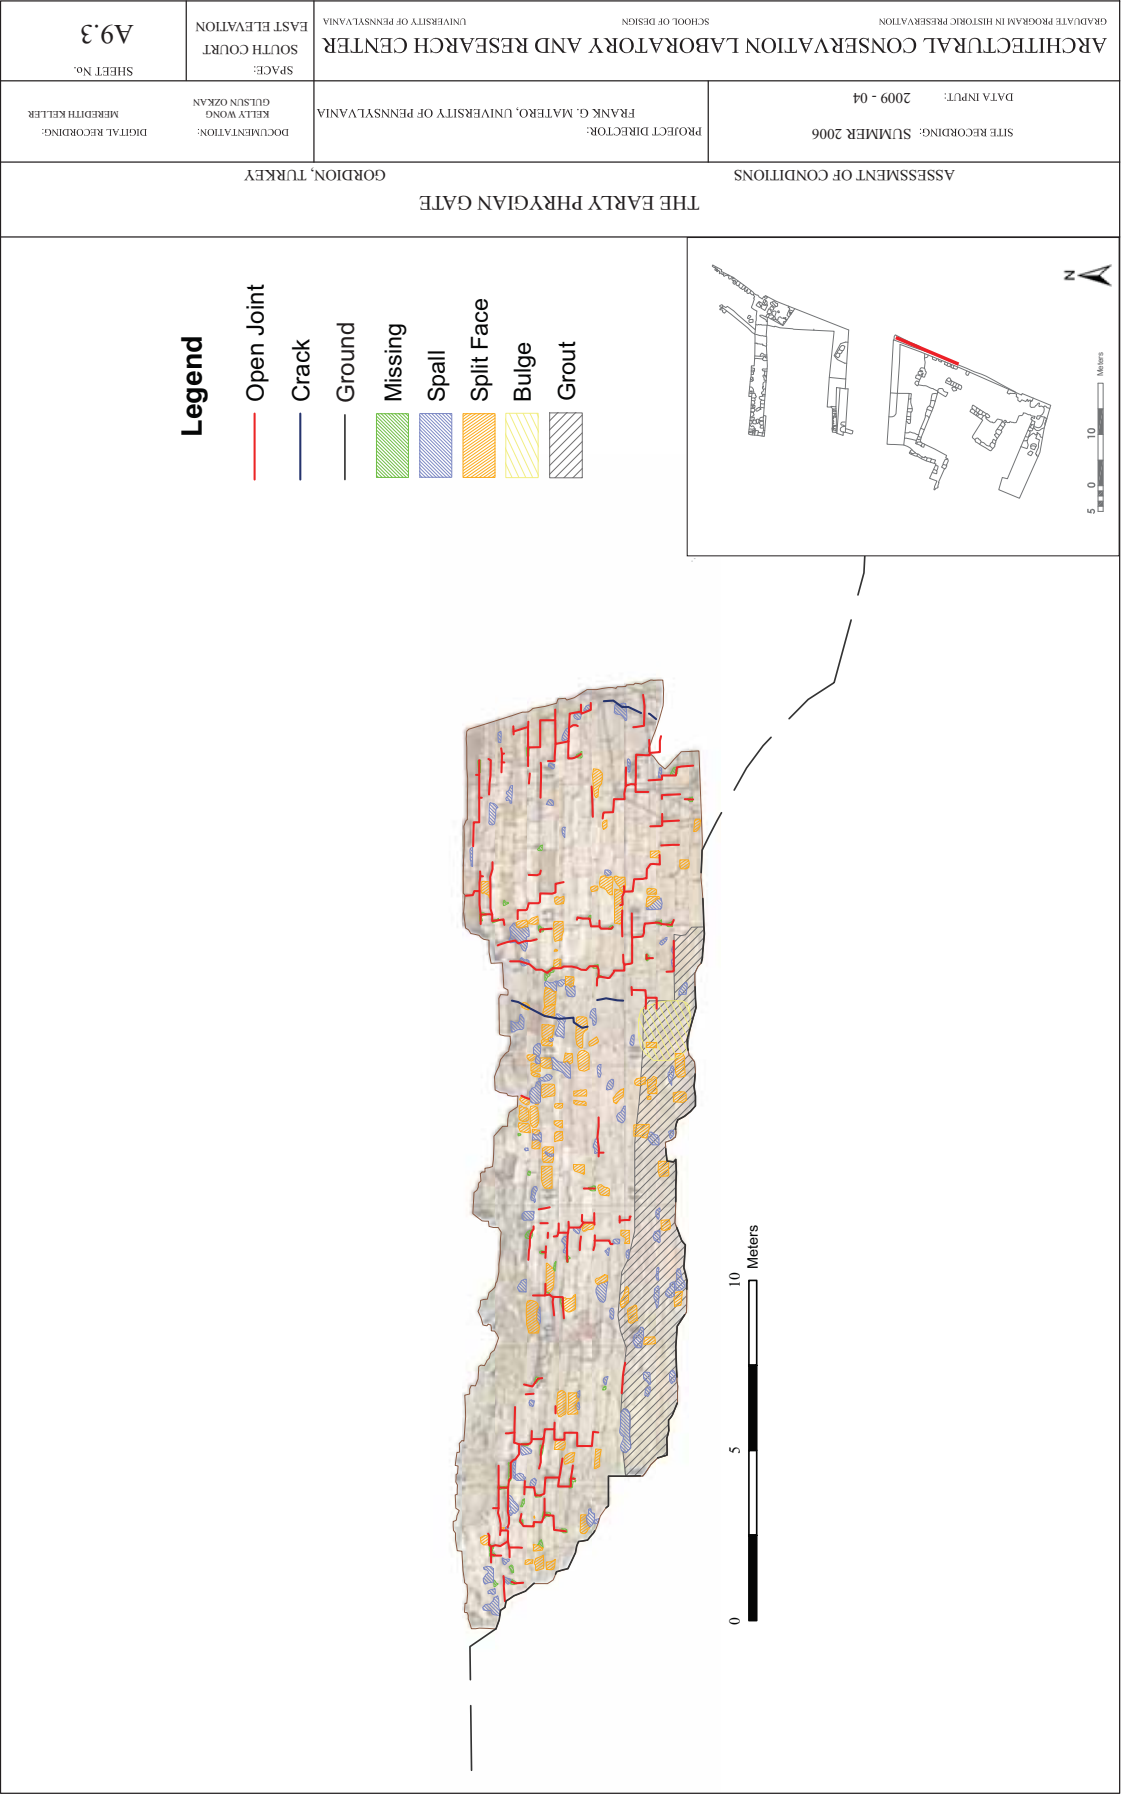 THE EARLY PHRYGIAN GATE
ASSESSMENT OF CONDITIONS
GORDION, TURKEY
SITE RECORDING: SUMMER 2006
DATA INPUT: 2009 - 04
PROJECT DIRECTOR:
FRANK G. MATERO, UNIVERSITY OF PENNSYLVANIA
DOCUMENTATION:
KELLY WONG
GULSUN OZKAN
DIGITAL RECORDING:
MEREDITH KELLER
ARCHITECTURAL CONSERVATION LABORATORY AND RESEARCH CENTER
GRADUATE PROGRAM IN HISTORIC PRESERVATION
SCHOOL OF DESIGN
UNIVERSITY OF PENNSYLVANIA
SPACE:
SOUTH COURT
EAST ELEVATION
SHEET No.
A9.3
Legend
Open Joint
Crack
Ground
Missing
Spall
Split Face
Bulge
Grout
N
5 0 10 Meters
0 5 10
Meters